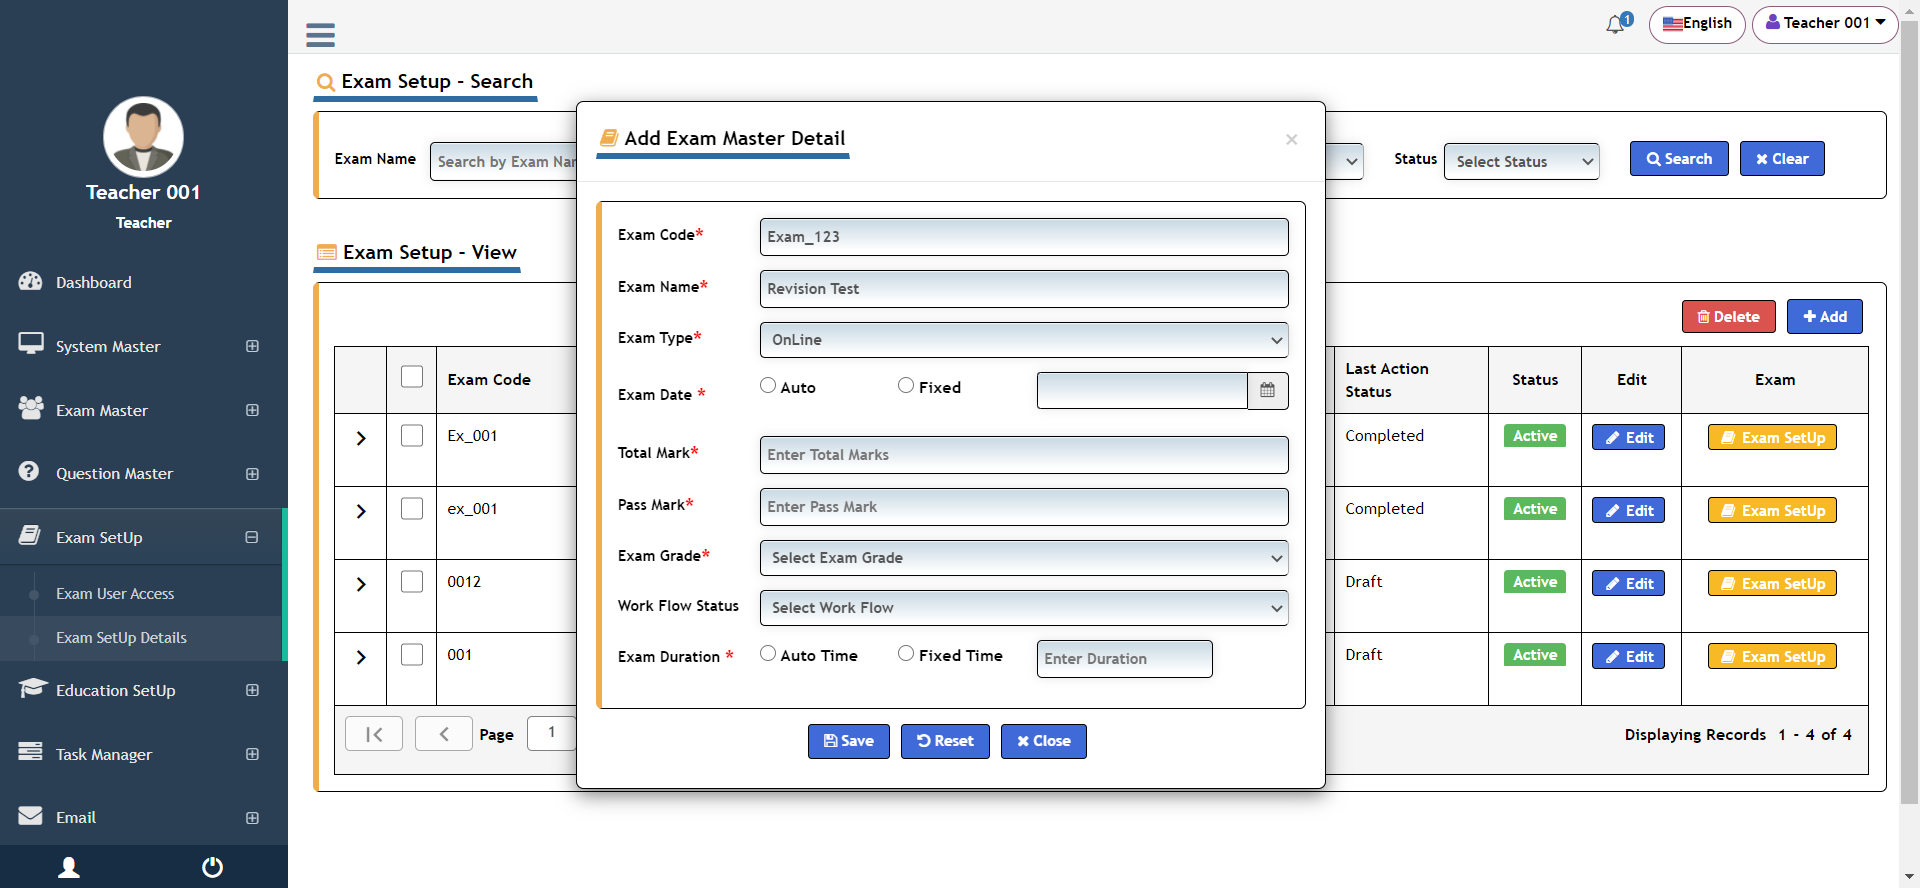 Teacher 001
Teacher
Dashboard
System Master
Exam Master
Question Master
Exam SetUp
Exam User Access
Exam SetUp Details
Education SetUp
Task Manager
Email
1
English
Teacher 001
Exam Setup - Search
Exam Name
Search by Exam Nar
Status
Select Status
Search
Clear
Exam Setup - View
Delete
Add
Exam Code
Last Action Status
Status
Edit
Exam
Ex_001
Completed
Active
Edit
Exam SetUp
ex_001
Completed
Active
Edit
Exam SetUp
0012
Draft
Active
Edit
Exam SetUp
001
Draft
Active
Edit
Exam SetUp
Page
1
Displaying Records 1 - 4 of 4
Add Exam Master Detail
×
Exam Code*
Exam_123
Exam Name*
Revision Test
Exam Type*
OnLine
Exam Date *
Auto
Fixed
Total Mark*
Enter Total Marks
Pass Mark*
Enter Pass Mark
Exam Grade*
Select Exam Grade
Work Flow Status
Select Work Flow
Exam Duration *
Auto Time
Fixed Time
Enter Duration
Save
Reset
Close